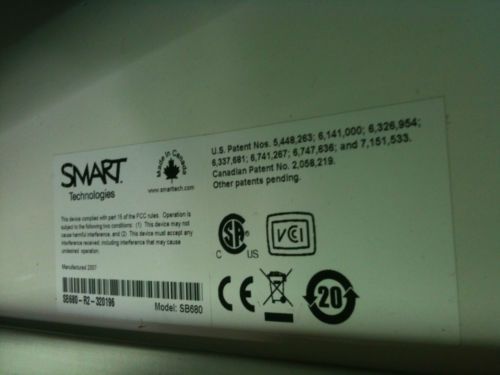 SMART
Technologies
Made in Canada
www.smarttech.com
U.S. Patent Nos. 5,448,263; 6,141,000; 6,326,954;
6,337,681; 6,741,267; 6,747,636; and 7,151,533.
Canadian Patent No. 2,058,219.
Other patents pending.
This device complied with part 15 of the FCC rules. Operation is
subject to the following two conditions: (1) This device may not
cause harmful interference, and (2) This device must accept any
interference received, including interference that may cause
undesired operation.
Manufactured 2007
SB680-R2-320196
Model: SB680
C US
VCI
CE
20